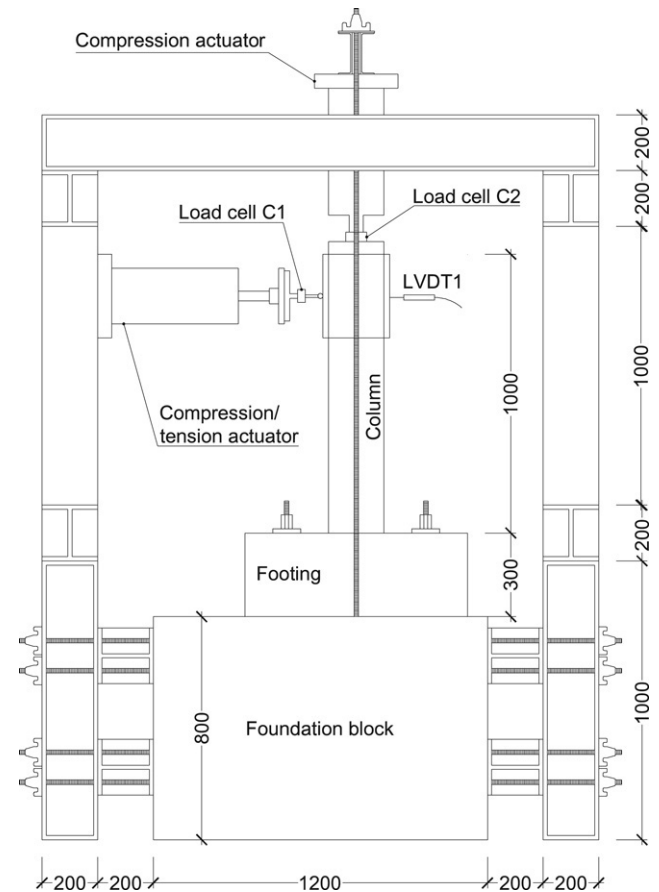 Compression actuator
200
200
Load cell C1
Load cell C2
LVDT1
Compression/
tension actuator
Column
1000
1000
200
Footing
300
Foundation block
800
1000
200
200
1200
200
200